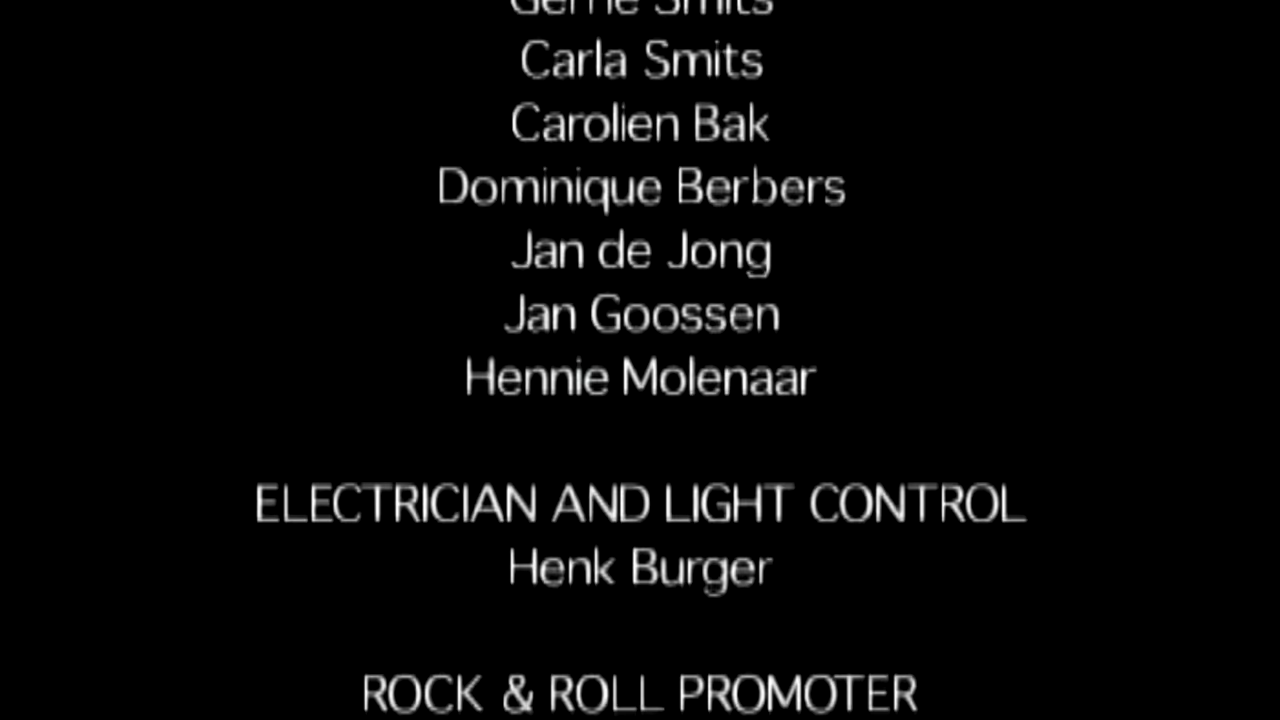 Smits
Carla Smits
Carolien Bak
Dominique Berbers
Jan de Jong
Jan Goossen
Hennie Molenaar
ELECTRICIAN AND LIGHT CONTROL
Henk Burger
ROCK & ROLL PROMOTER